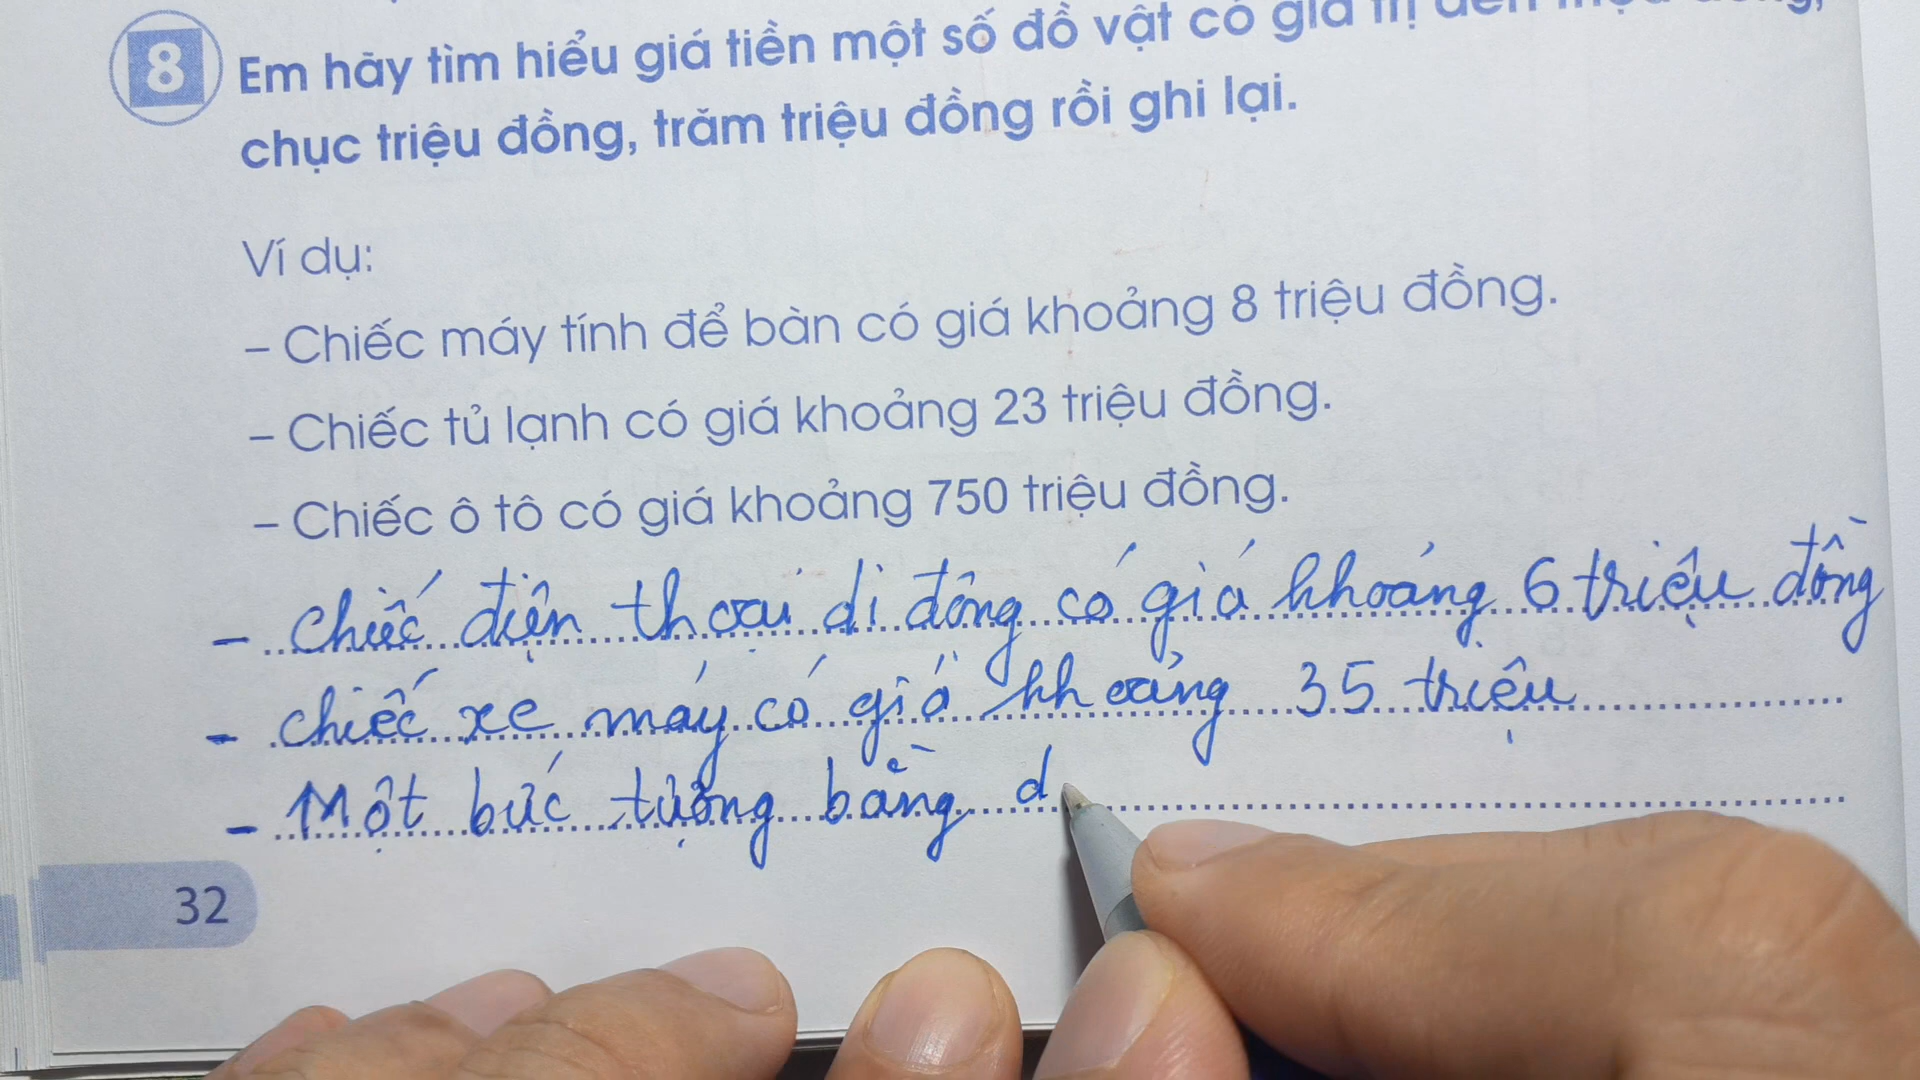 8 Em hãy tìm hiểu giá tiền một số đồ vật có giá trị đến
chục triệu đồng, trăm triệu đồng rồi ghi lại.
Ví dụ:
– Chiếc máy tính để bàn có giá khoảng 8 triệu đồng.
– Chiếc tủ lạnh có giá khoảng 23 triệu đồng.
– Chiếc ô tô có giá khoảng 750 triệu đồng.
- Chiếc điện thoại di động có giá khoảng 6 triệu đồng
- chiếc xe máy có giá khoảng 35 triệu
- Một bức tượng bằng d
32